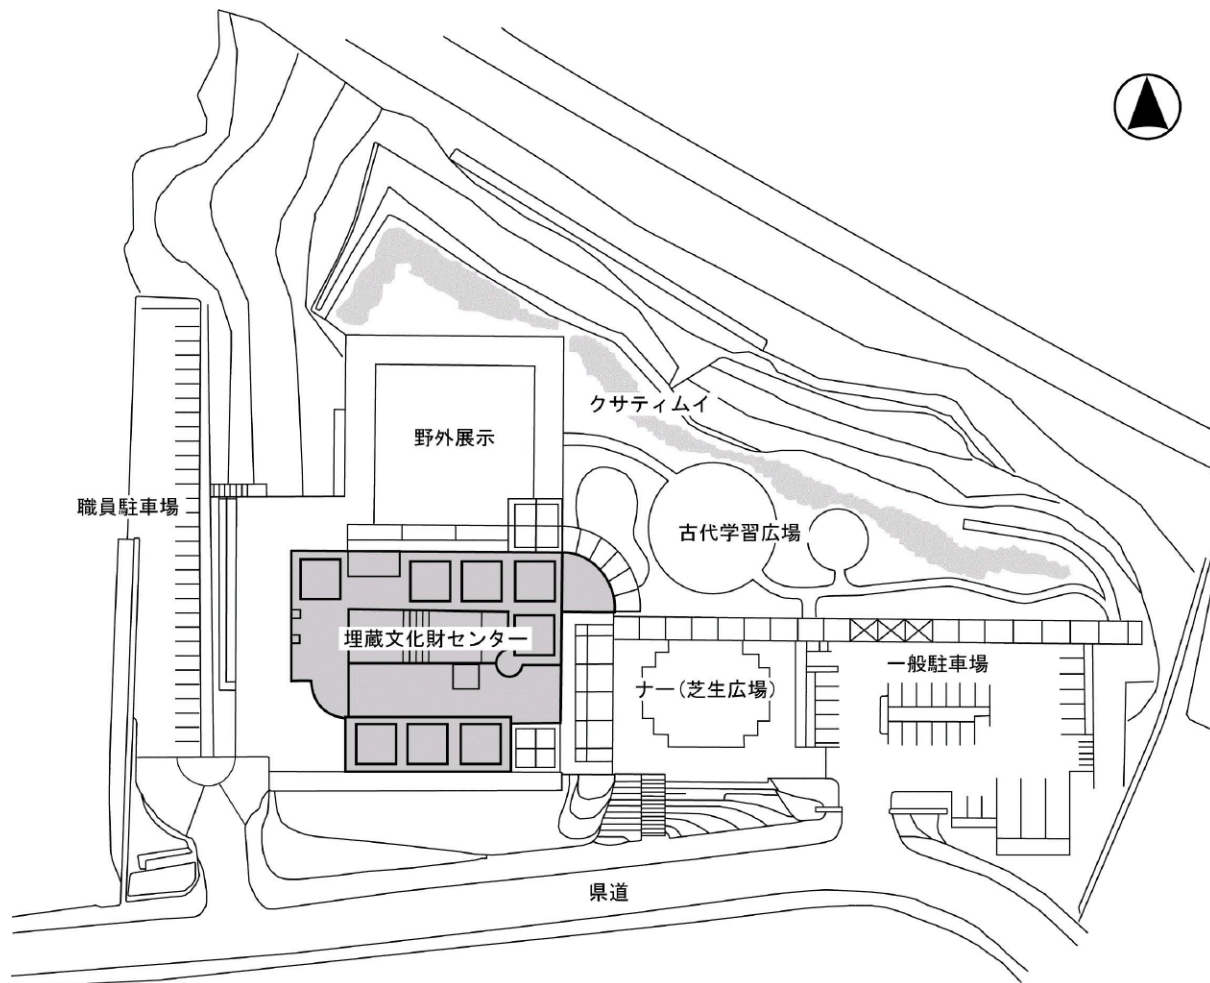 クサティムイ
野外展示
職員駐車場
古代学習広場
埋蔵文化財センター
一般駐車場
ナー(芝生広場)
県道